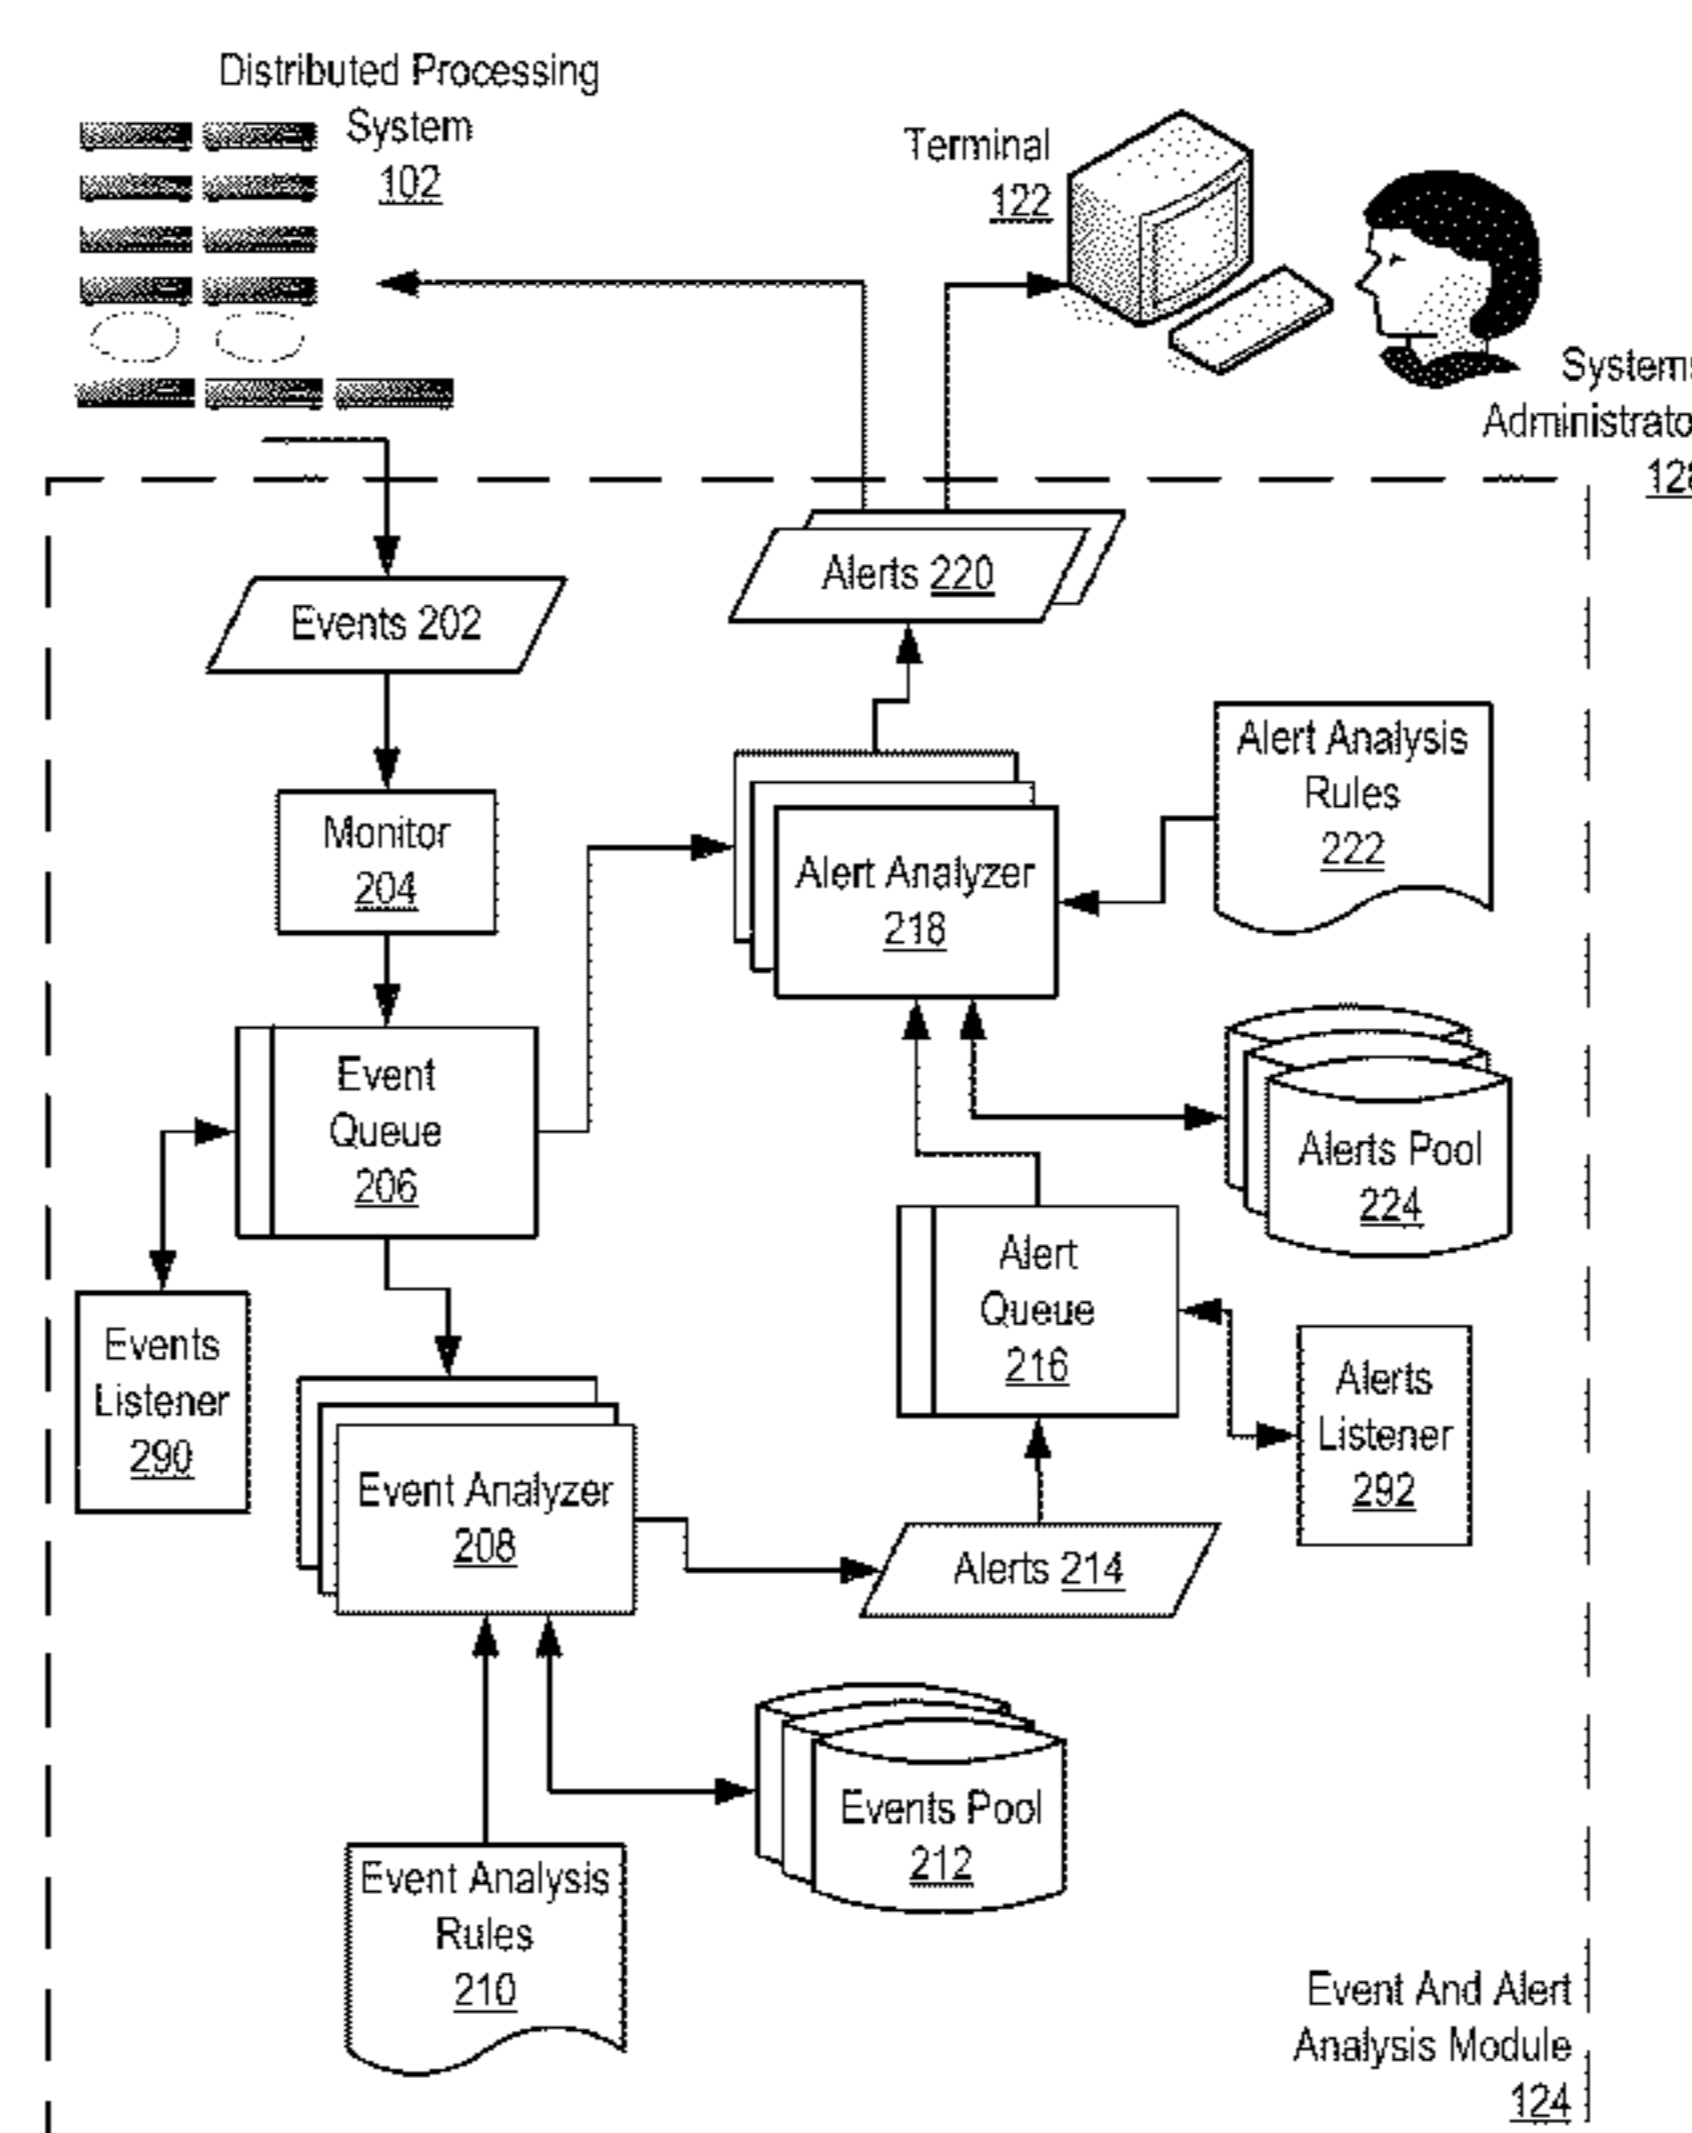 Distributed Processing
System
102
Terminal
122
Systems
Administrato
128
Events 202
Alerts 220
Monitor
204
Alert Analyzer
218
Alert Analysis
Rules
222
Event
Queue
206
Alerts Pool
224
Alert
Queue
216
Events
Listener
290
Alerts
Listener
292
Event Analyzer
208
Alerts 214
Events Pool
212
Event Analysis
Rules
210
Event And Alert
Analysis Module
124